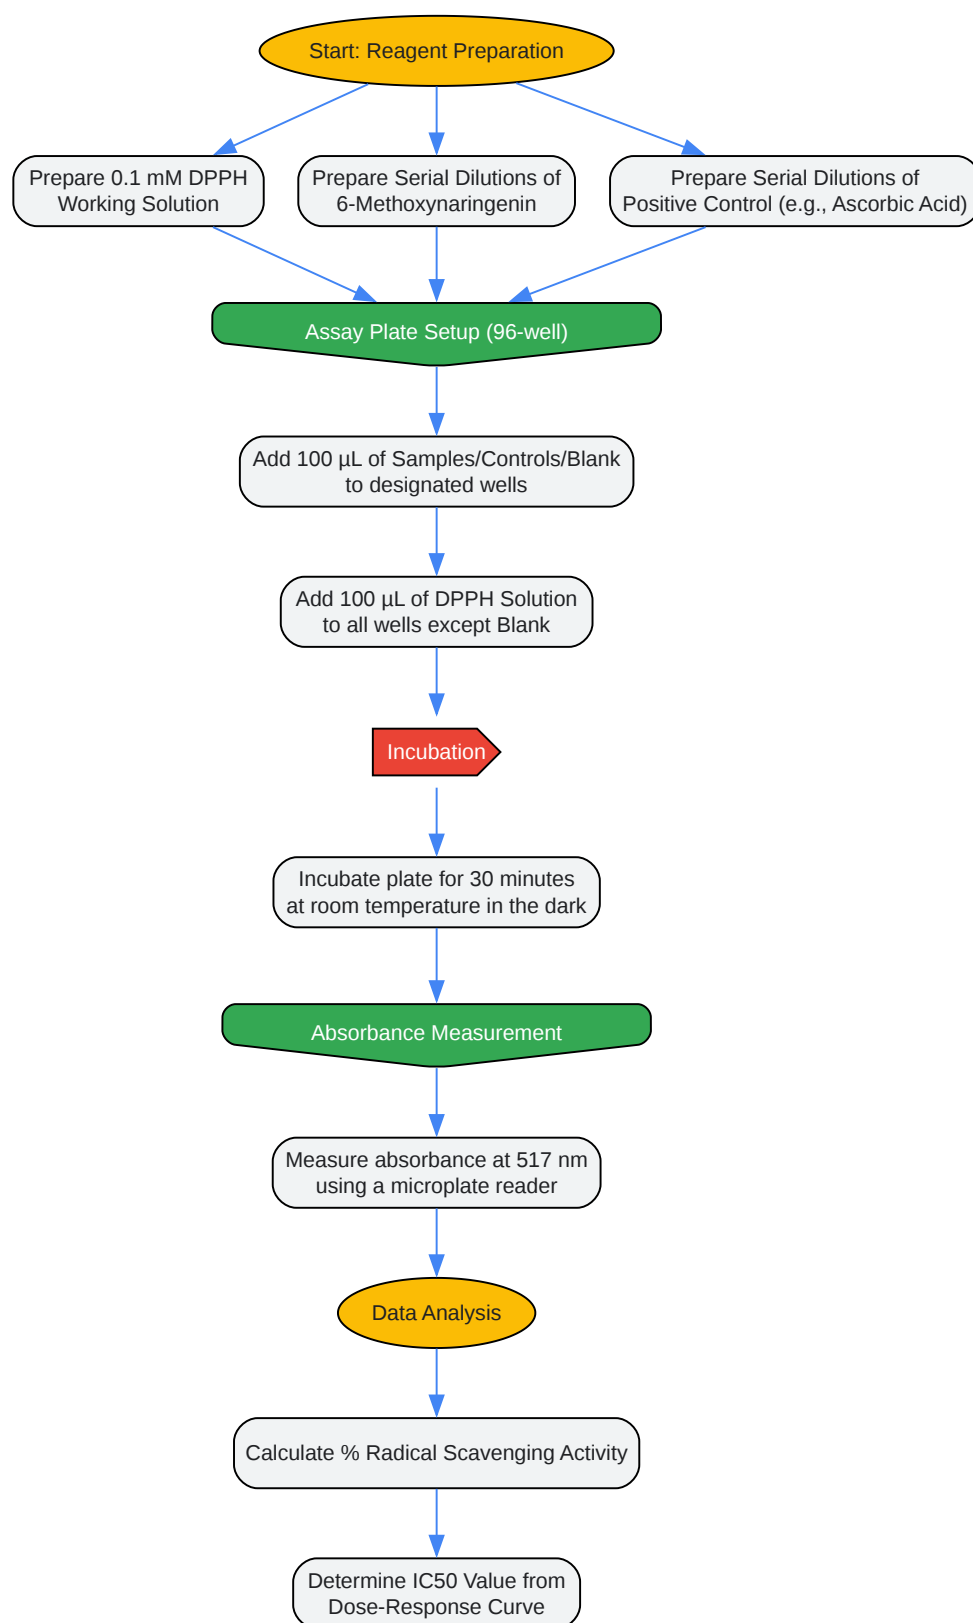 Start: Reagent Preparation
Prepare 0.1 mM DPPH
Working Solution
Prepare Serial Dilutions of
6-Methoxynaringenin
Prepare Serial Dilutions of
Positive Control (e.g., Ascorbic Acid)
Assay Plate Setup (96-well)
Add 100 µL of Samples/Controls/Blank
to designated wells
Add 100 µL of DPPH Solution
to all wells except Blank
Incubation
Incubate plate for 30 minutes
at room temperature in the dark
Absorbance Measurement
Measure absorbance at 517 nm
using a microplate reader
Data Analysis
Calculate % Radical Scavenging Activity
Determine IC50 Value from
Dose-Response Curve